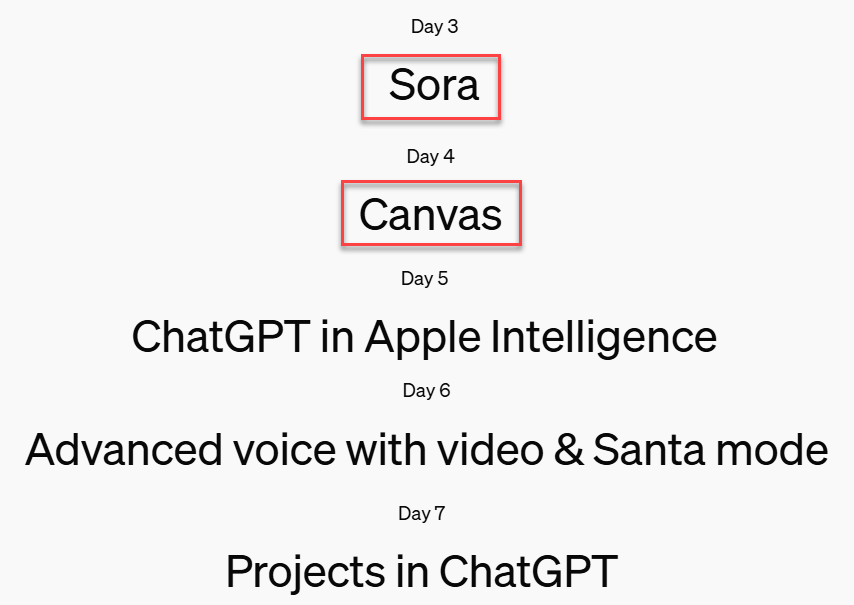 Day 3
Sora
Day 4
Canvas
Day 5
ChatGPT in Apple Intelligence
Day 6
Advanced voice with video & Santa mode
Day 7
Projects in ChatGPT